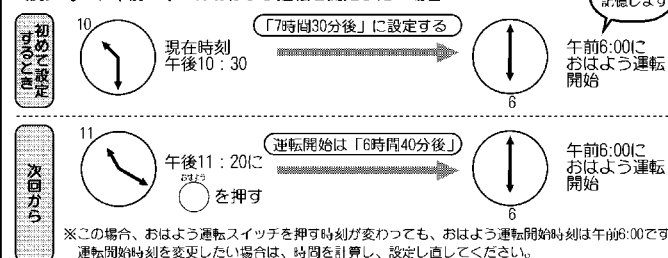 記憶します
初めて設定
するとき
10
現在時刻
午後10：30
「7時間30分後」に設定する
6
午前6:00に
おはよう運転
開始
次回から
11
午後11：20に
おはよう
を押す
運転開始は「6時間40分後」
6
午前6:00に
おはよう運転
開始
※この場合、おはよう運転スイッチを押す時刻が変わっても、おはよう運転開始時刻は午前6:00です
運転開始時刻を変更したい場合は、時間を計算し、設定し直してください。